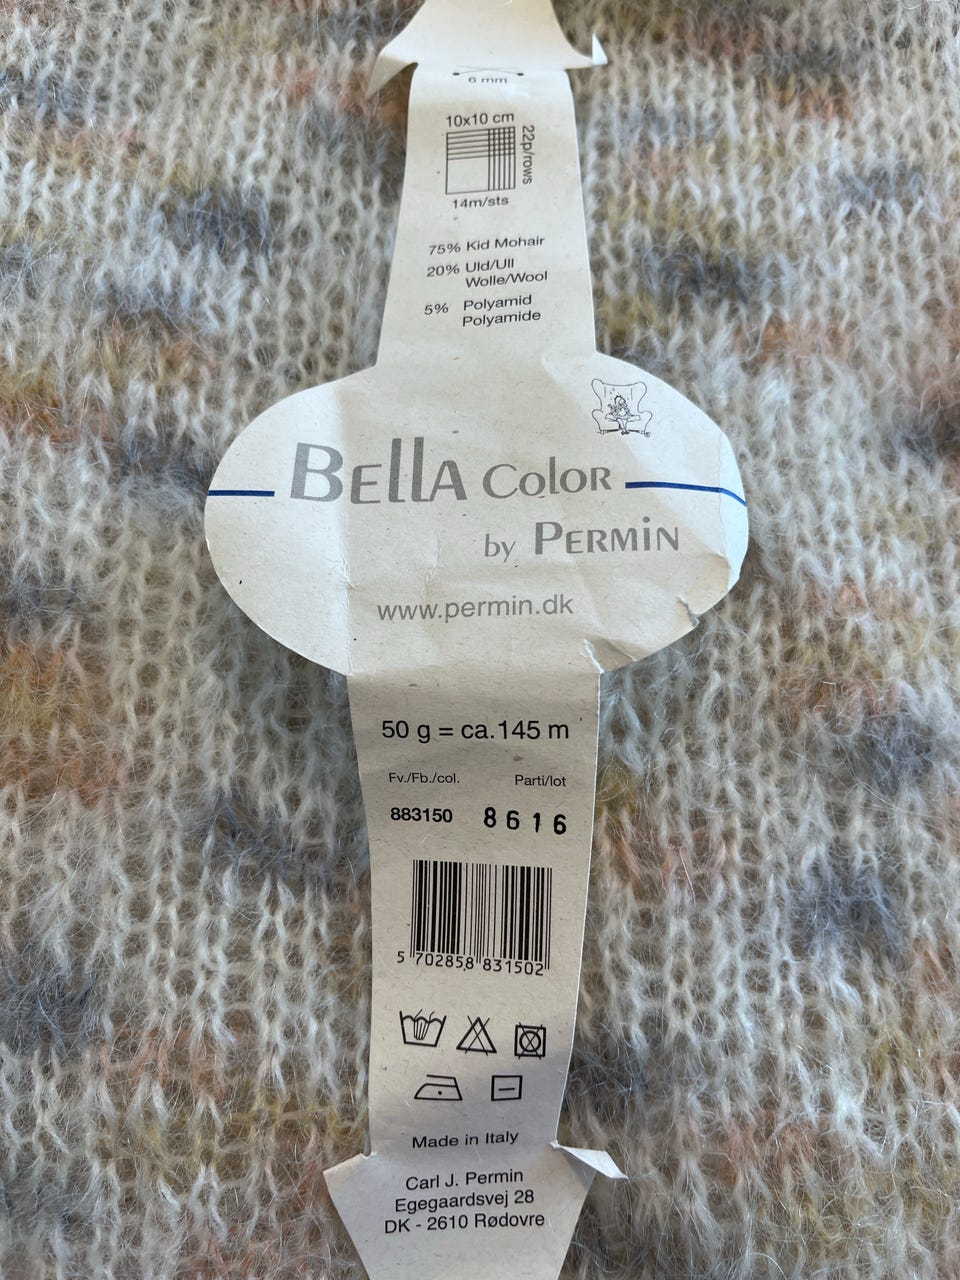 6 mm
10x10 cm
22p/rows
14m/sts
75% Kid Mohair
20% Uld/Ull
Wolle/Wool
5% Polyamid
Polyamide
BEllA ColoR
by PERMiN
www.permin.dk
50 g = ca.145 m
Fv./Fb./col. Parti/lot
883150 8616
5 702858 831502
Made in Italy
Carl J. Permin
Egegaardsvej 28
DK - 2610 Rødovre